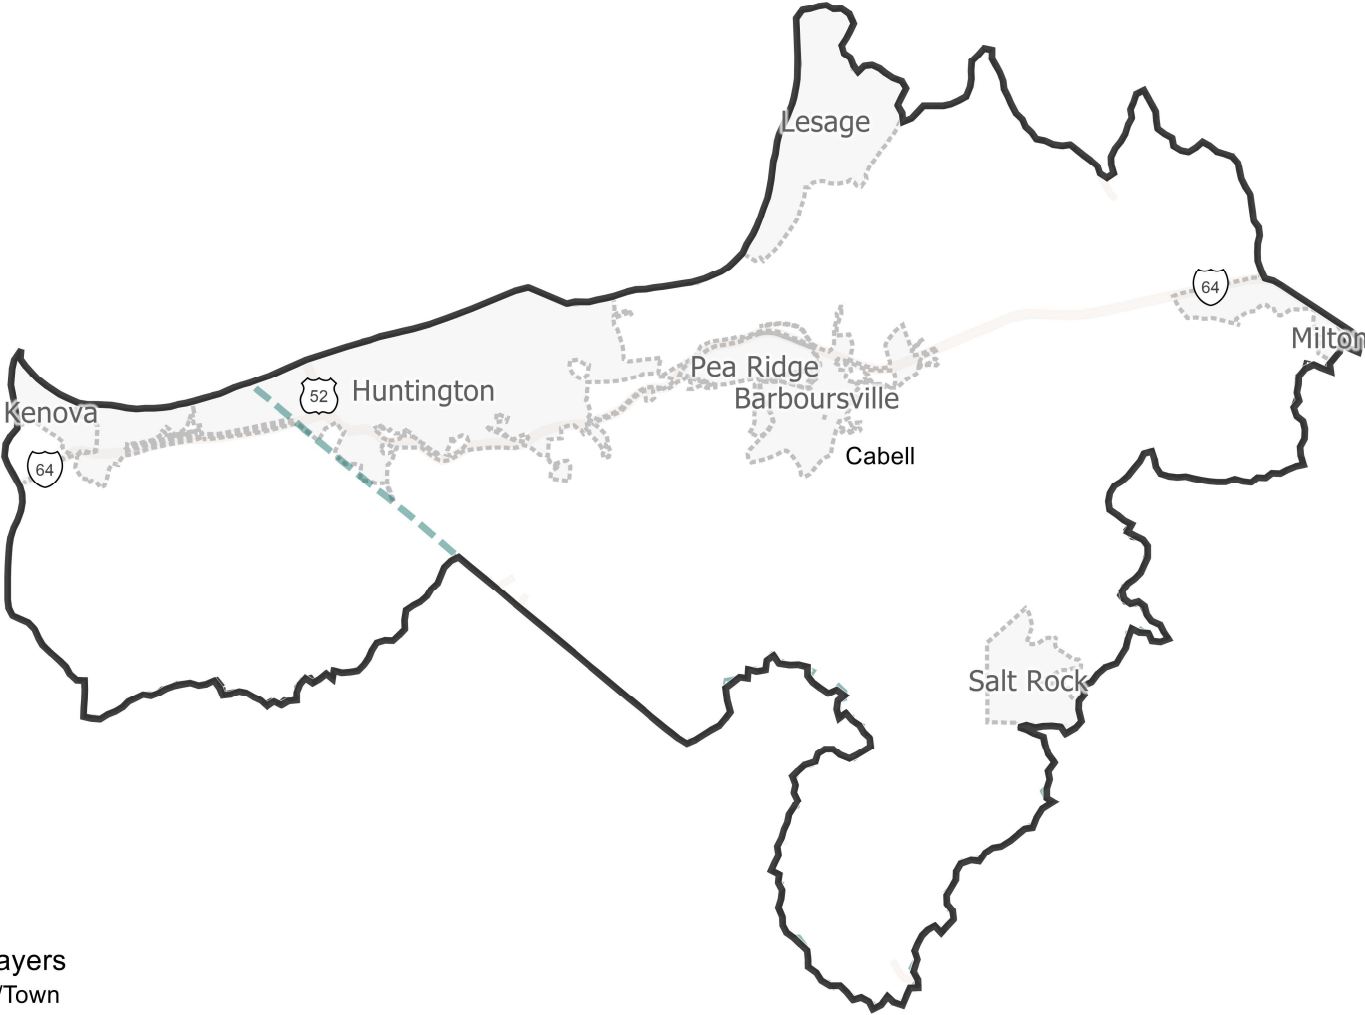 Lesage
64
Milton
Pea Ridge
52
Huntington
Barboursville
Kenova
Cabell
64
Salt Rock
ayers
/Town